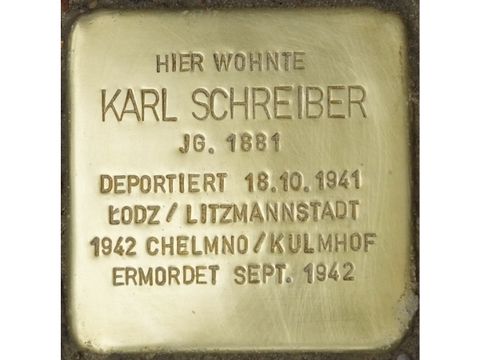 HIER WOHNTE
KARL SCHREIBER
JG. 1881
DEPORTIERT 18.10.1941
ŁODZ / LITZMANNSTADT
1942 CHELMNO / KULMHOF
ERMORDET SEPT. 1942